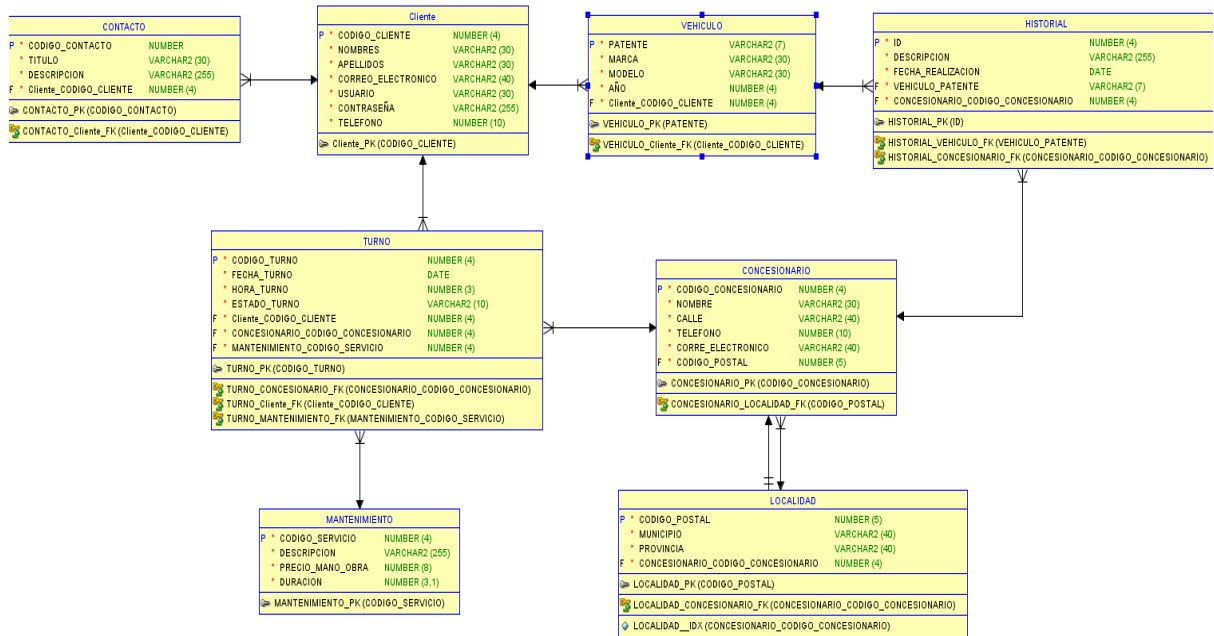 CONTACTO
P * CODIGO_CONTACTO NUMBER
* TITULO VARCHAR2 (30)
* DESCRIPCION VARCHAR2 (255)
F * Cliente_CODIGO_CLIENTE NUMBER (4)
CONTACTO_PK (CODIGO_CONTACTO)
CONTACTO_Cliente_FK (Cliente_CODIGO_CLIENTE)
Cliente
P * CODIGO_CLIENTE NUMBER (4)
* NOMBRES VARCHAR2 (30)
* APELLIDOS VARCHAR2 (30)
* CORREO_ELECTRONICO VARCHAR2 (40)
* USUARIO VARCHAR2 (30)
* CONTRASEÑA VARCHAR2 (255)
* TELEFONO NUMBER (10)
Cliente_PK (CODIGO_CLIENTE)
VEHICULO
P * PATENTE VARCHAR2 (7)
* MARCA VARCHAR2 (30)
* MODELO VARCHAR2 (30)
* AÑO NUMBER (4)
F * Cliente_CODIGO_CLIENTE NUMBER (4)
VEHICULO_PK (PATENTE)
VEHICULO_Cliente_FK (Cliente_CODIGO_CLIENTE)
HISTORIAL
P * ID NUMBER (4)
* DESCRIPCION VARCHAR2 (255)
* FECHA_REALIZACION DATE
F * VEHICULO_PATENTE VARCHAR2 (7)
F * CONCESIONARIO_CODIGO_CONCESIONARIO NUMBER (4)
HISTORIAL_PK (ID)
HISTORIAL_VEHICULO_FK (VEHICULO_PATENTE)
HISTORIAL_CONCESIONARIO_FK (CONCESIONARIO_CODIGO_CONCESIONARIO)
TURNO
P * CODIGO_TURNO NUMBER (4)
* FECHA_TURNO DATE
* HORA_TURNO NUMBER (3)
* ESTADO_TURNO VARCHAR2 (10)
F * Cliente_CODIGO_CLIENTE NUMBER (4)
F * CONCESIONARIO_CODIGO_CONCESIONARIO NUMBER (4)
F * MANTENIMIENTO_CODIGO_SERVICIO NUMBER (4)
TURNO_PK (CODIGO_TURNO)
TURNO_CONCESIONARIO_FK (CONCESIONARIO_CODIGO_CONCESIONARIO)
TURNO_Cliente_FK (Cliente_CODIGO_CLIENTE)
TURNO_MANTENIMIENTO_FK (MANTENIMIENTO_CODIGO_SERVICIO)
CONCESIONARIO
P * CODIGO_CONCESIONARIO NUMBER (4)
* NOMBRE VARCHAR2 (30)
* CALLE VARCHAR2 (40)
* TELEFONO NUMBER (10)
* CORRE_ELECTRONICO VARCHAR2 (40)
F * CODIGO_POSTAL NUMBER (5)
CONCESIONARIO_PK (CODIGO_CONCESIONARIO)
CONCESIONARIO_LOCALIDAD_FK (CODIGO_POSTAL)
MANTENIMIENTO
P * CODIGO_SERVICIO NUMBER (4)
* DESCRIPCION VARCHAR2 (255)
* PRECIO_MANO_OBRA NUMBER (8)
* DURACION NUMBER (3,1)
MANTENIMIENTO_PK (CODIGO_SERVICIO)
LOCALIDAD
P * CODIGO_POSTAL NUMBER (5)
* MUNICIPIO VARCHAR2 (40)
* PROVINCIA VARCHAR2 (40)
F * CONCESIONARIO_CODIGO_CONCESIONARIO NUMBER (4)
LOCALIDAD_PK (CODIGO_POSTAL)
LOCALIDAD_CONCESIONARIO_FK (CONCESIONARIO_CODIGO_CONCESIONARIO)
LOCALIDAD__IDX (CONCESIONARIO_CODIGO_CONCESIONARIO)